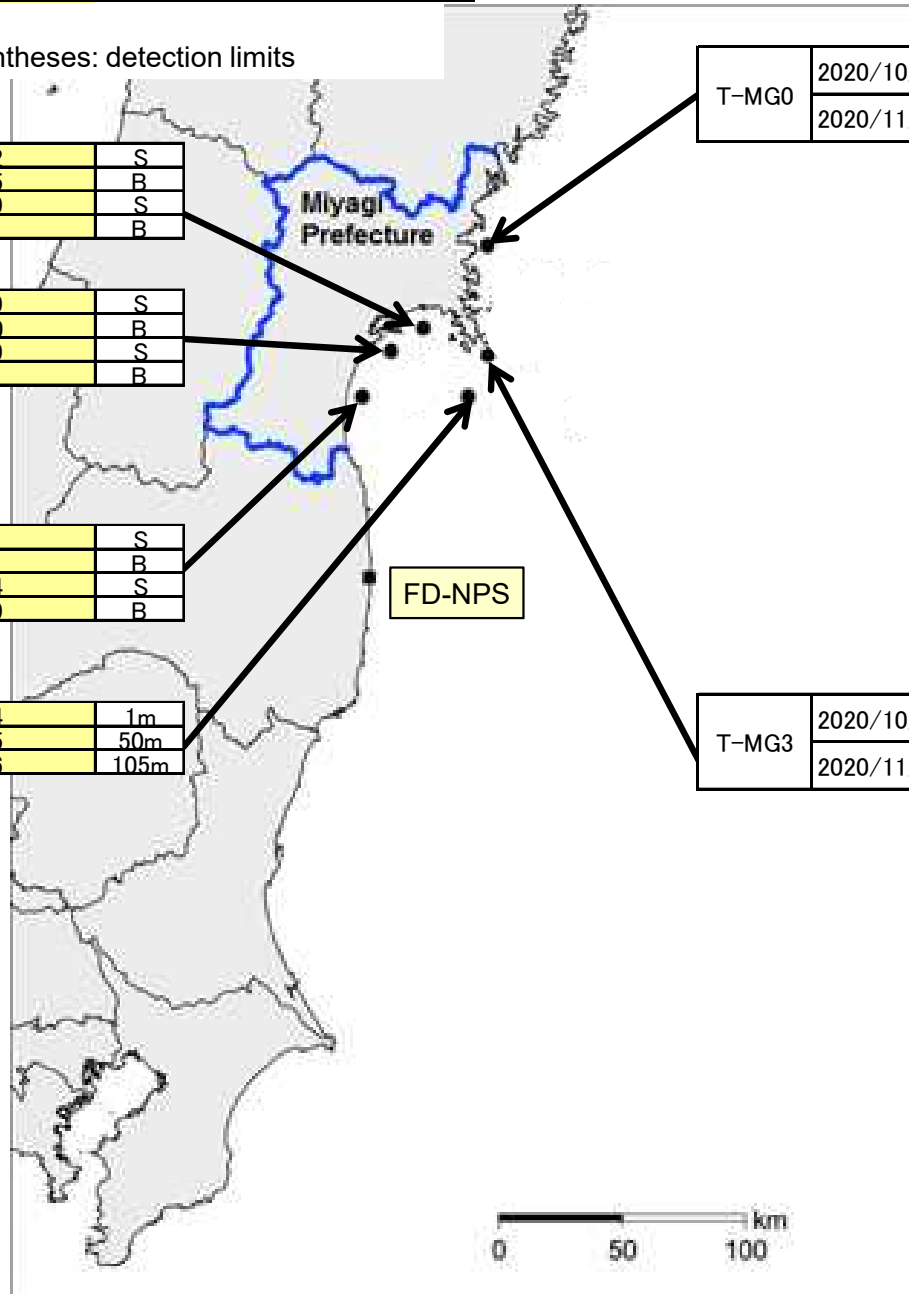 ntheses: detection limits
T-MG0
2020/10
2020/11
S
B
S
B
Miyagi
Prefecture
S
B
S
B
S
B
S
B
FD-NPS
1m
50m
105m
T-MG3
2020/10
2020/11
km
0 50 100